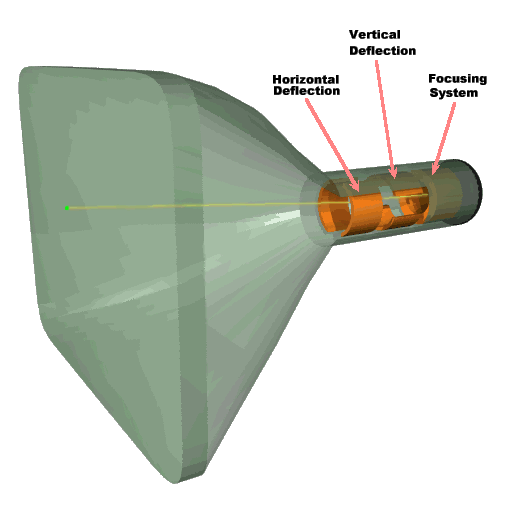 Vertical
Deflection
Horizontal
Deflection
Focusing
System